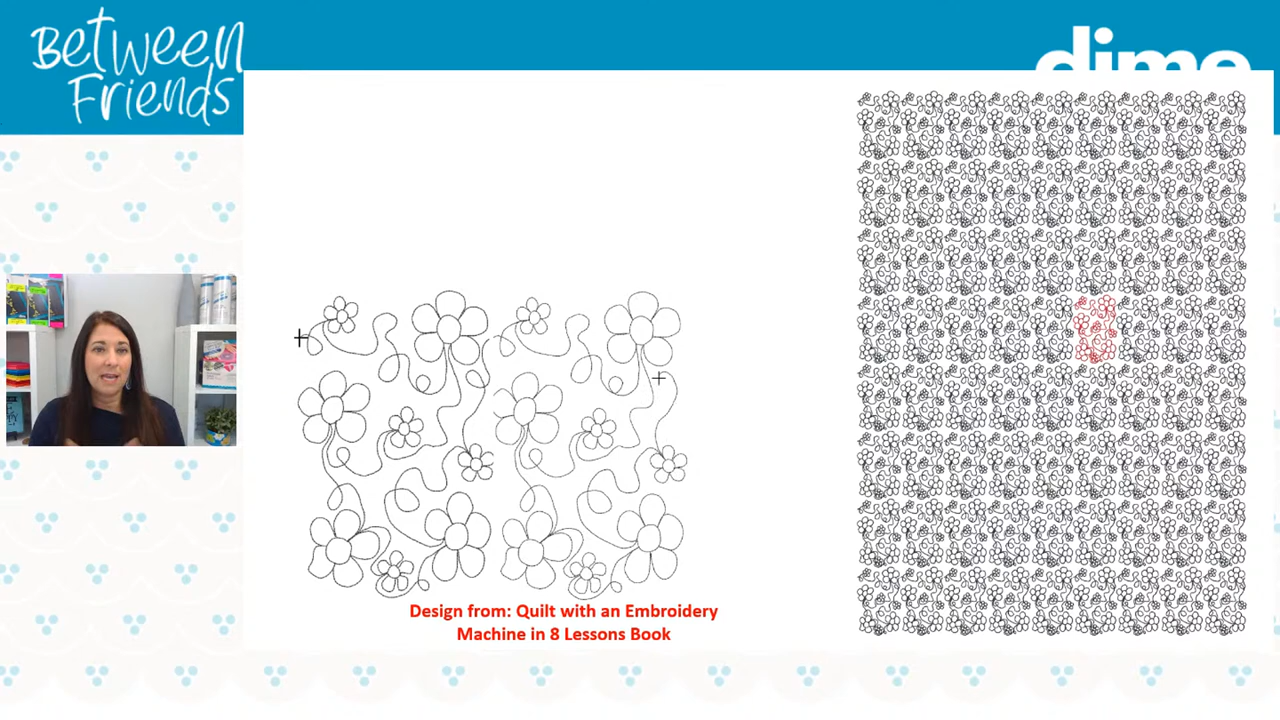 Between
Friends
dime
Design from: Quilt with an Embroidery
Machine in 8 Lessons Book